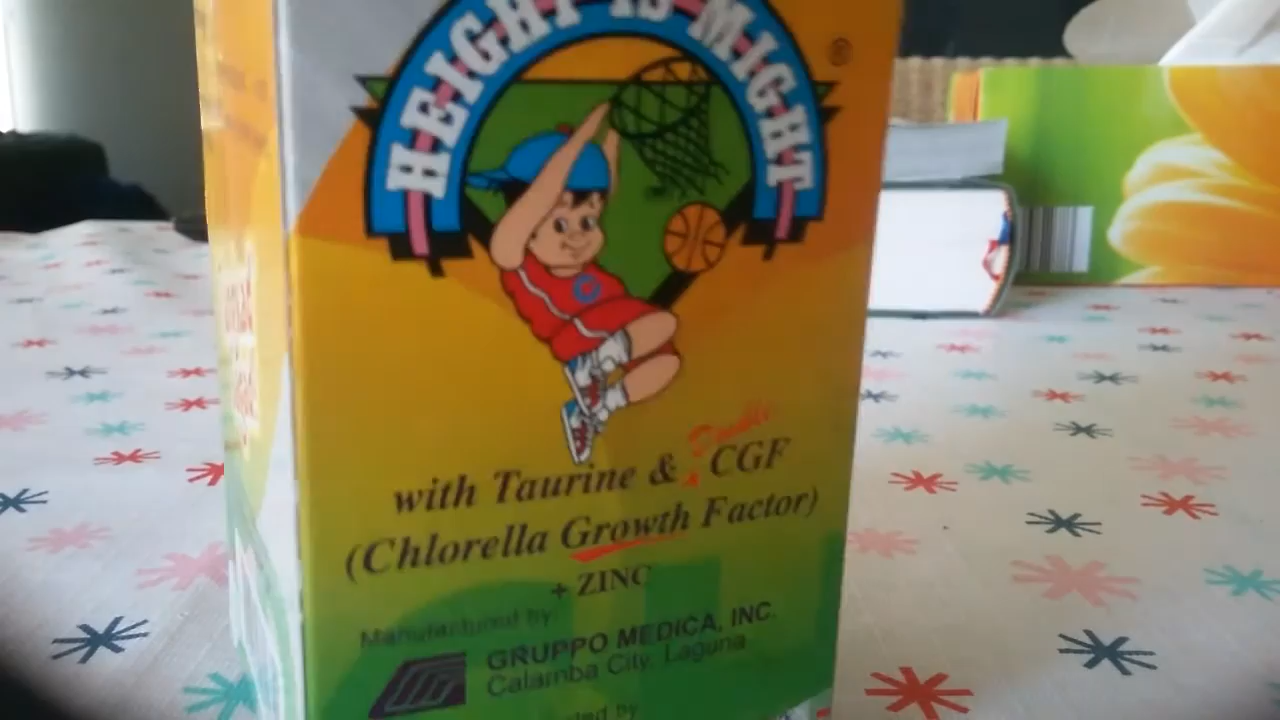 HEIGHT IS MIGHT
®
with Taurine & Double CGF
(Chlorella Growth Factor)
+ ZINC
Manufactured by:
GRUPPO MEDICA, INC.
Calamba City, Laguna
by